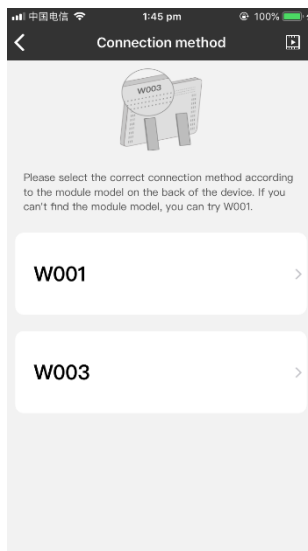 中国电信 1:45 pm 100%
Connection method
W003
Please select the correct connection method according
to the module model on the back of the device. If you
can't find the module model, you can try W001.
W001
W003